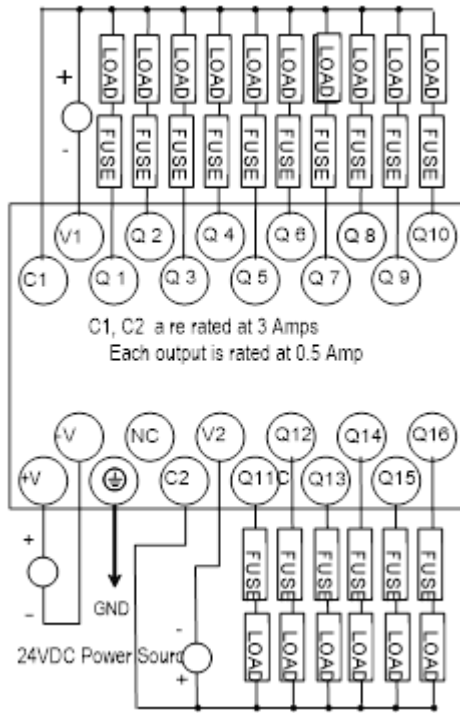 +
-
LOAD LOAD LOAD LOAD LOAD LOAD LOAD LOAD LOAD LOAD
FUSE FUSE FUSE FUSE FUSE FUSE FUSE FUSE FUSE FUSE
V1 Q 2 Q 4 Q 6 Q 8 Q10
C1 Q 1 Q 3 Q 5 Q 7 Q 9
C1, C2 a re rated at 3 Amps
Each output is rated at 0.5 Amp
-V NC V2 Q12 Q14 Q16
+V C2 Q11C Q13 Q15
+
-
GND
24VDC Power Sourc
-
+
FUSE FUSE FUSE FUSE FUSE FUSE
LOAD LOAD LOAD LOAD LOAD LOAD